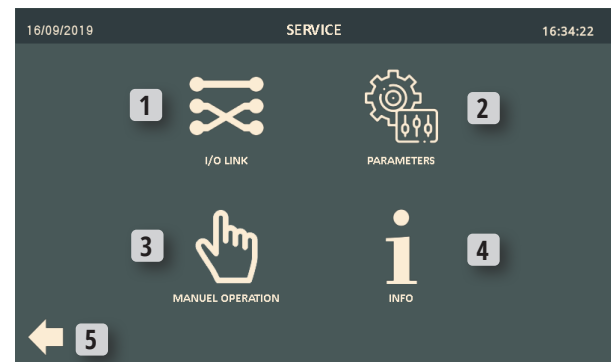 16/09/2019 SERVICE 16:34:22
1 2
I/O LINK PARAMETERS
3 4
MANUEL OPERATION INFO
5